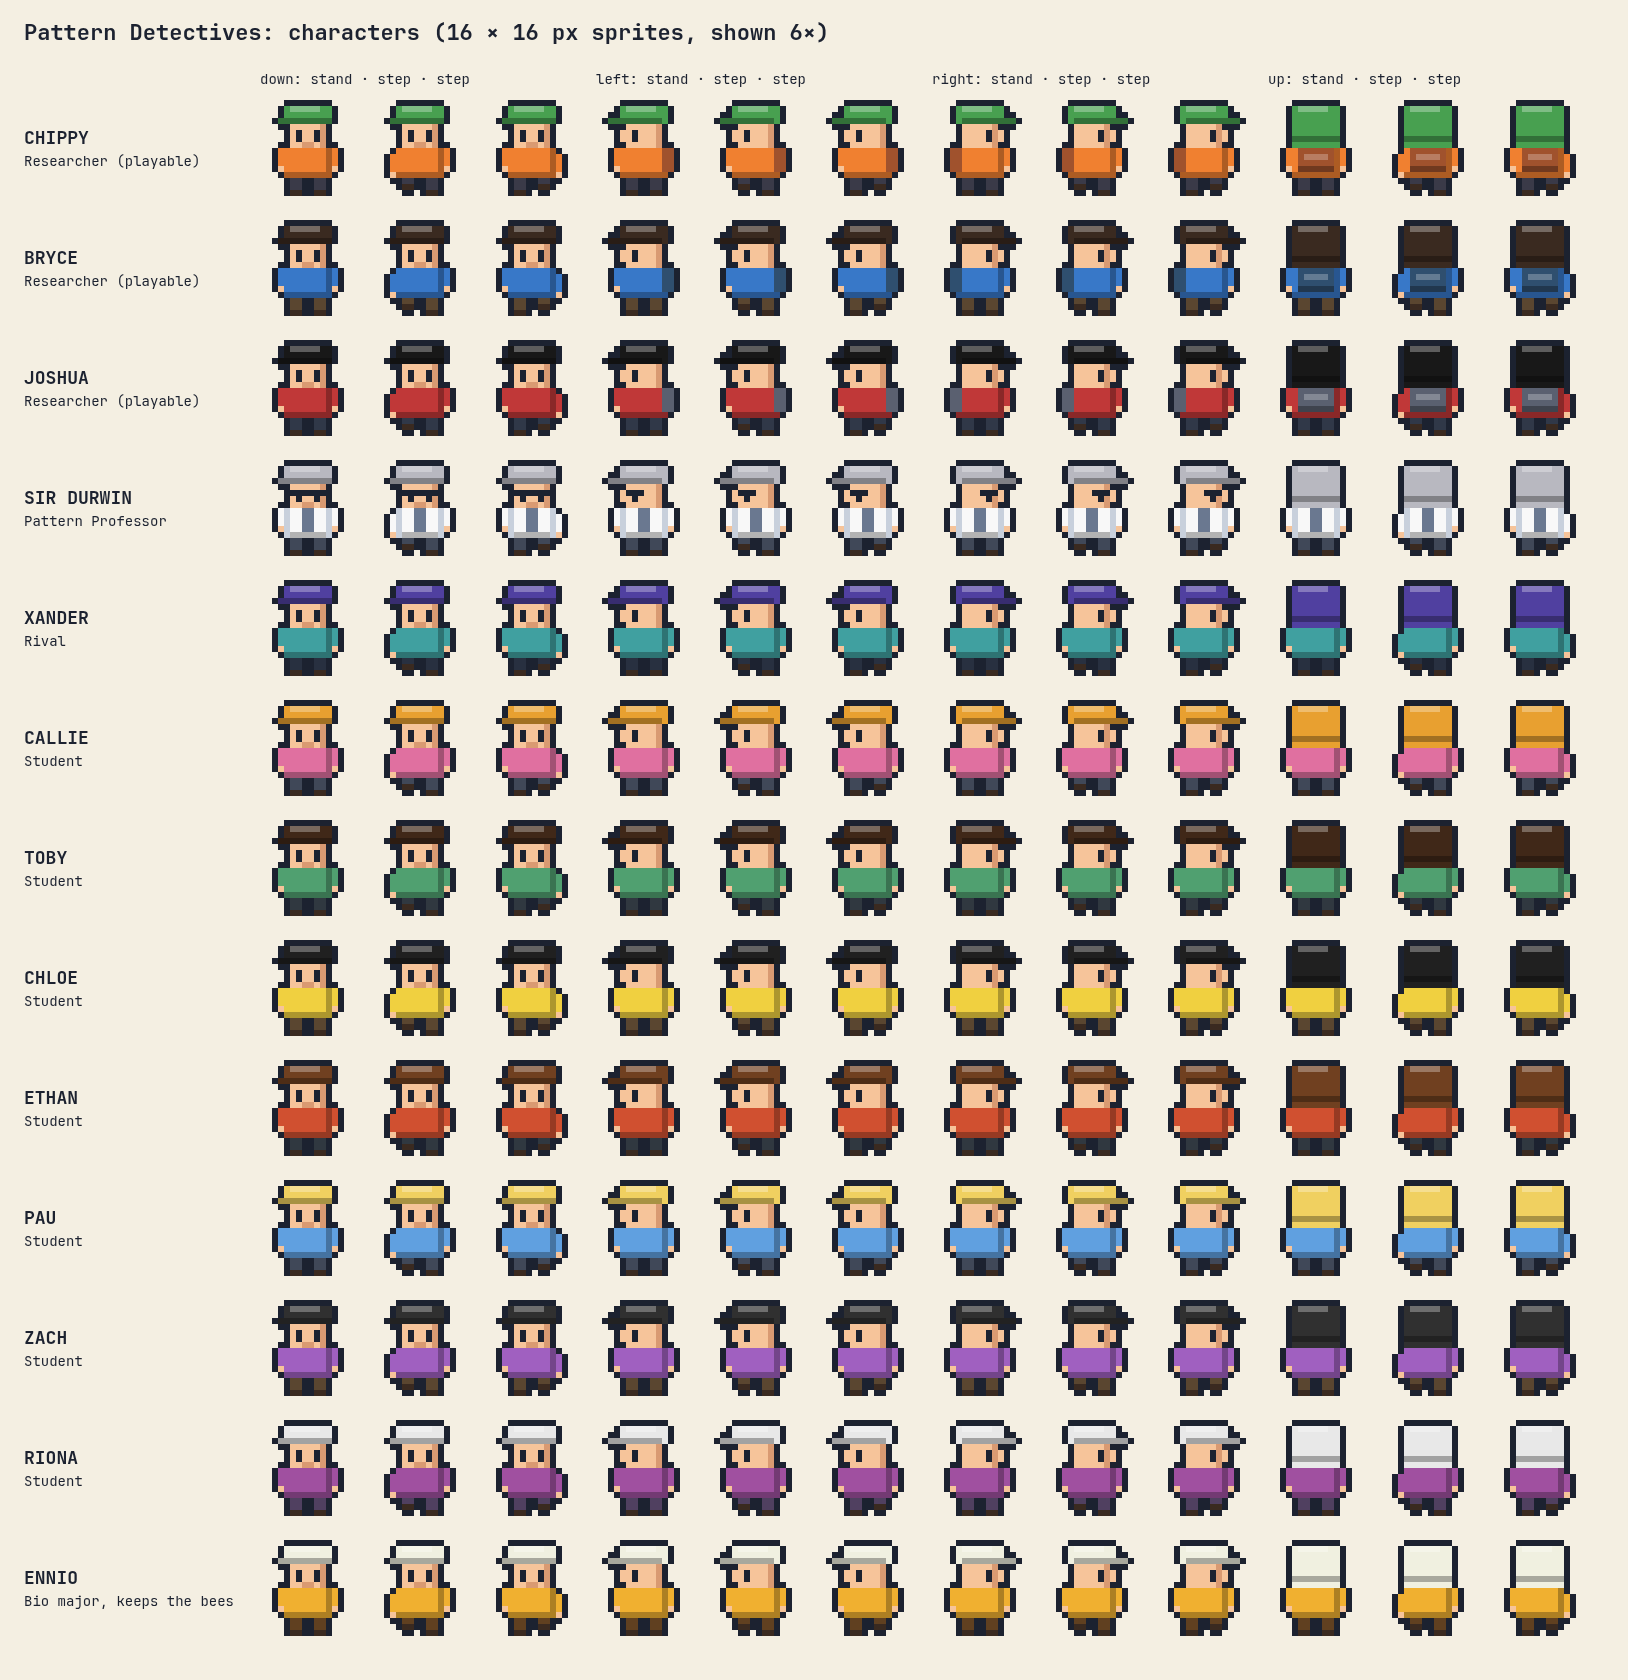 Pattern Detectives: characters (16 × 16 px sprites, shown 6×)
down: stand · step · step
left: stand · step · step
right: stand · step · step
up: stand · step · step
CHIPPY
Researcher (playable)
BRYCE
Researcher (playable)
JOSHUA
Researcher (playable)
SIR DURWIN
Pattern Professor
XANDER
Rival
CALLIE
Student
TOBY
Student
CHLOE
Student
ETHAN
Student
PAU
Student
ZACH
Student
RIONA
Student
ENNIO
Bio major, keeps the bees